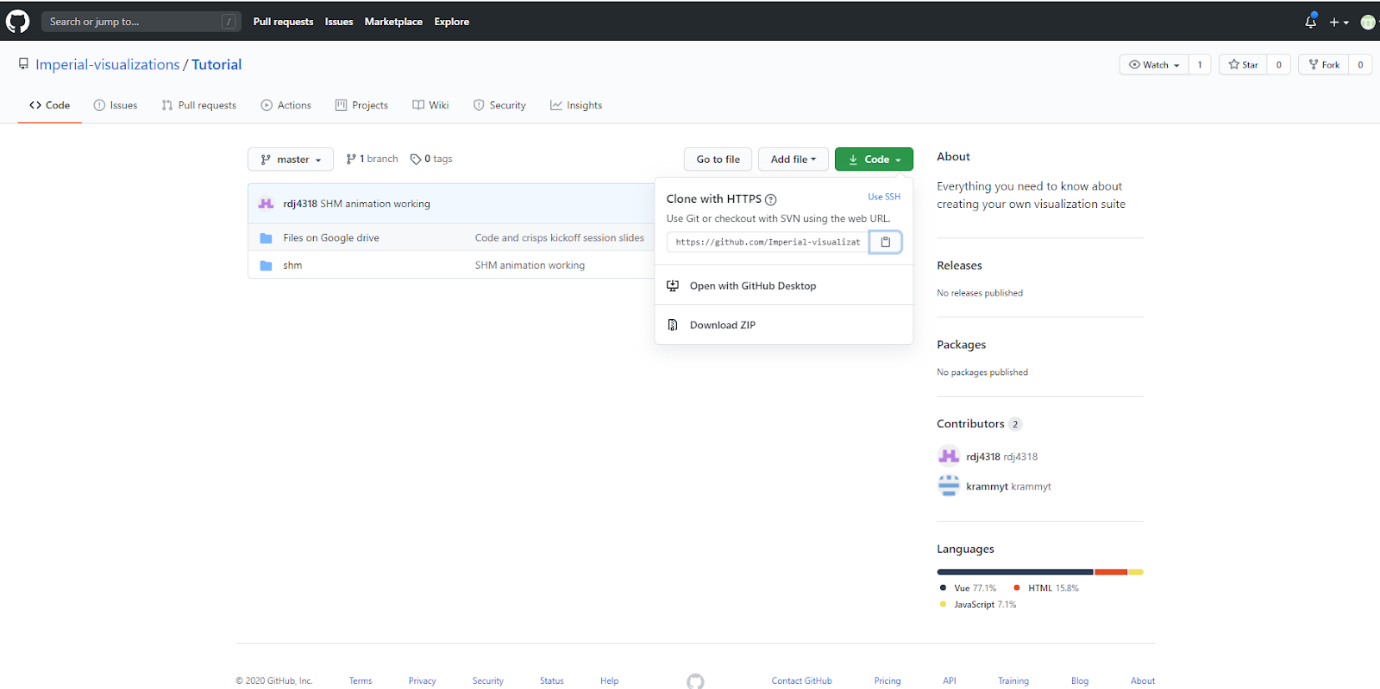 Search or jump to... /
Pull requests Issues Marketplace Explore
Imperial-visualizations / Tutorial
Watch 1 Star 0 Fork 0
Code Issues Pull requests Actions Projects Wiki Security Insights
master 1 branch 0 tags
Go to file Add file Code
rdj4318 SHM animation working
Files on Google drive Code and crisps kickoff session slides
shm SHM animation working
Clone with HTTPS Use SSH
Use Git or checkout with SVN using the web URL.
https://github.com/Imperial-visualizat
Open with GitHub Desktop
Download ZIP
About
Everything you need to know about
creating your own visualization suite
Releases
No releases published
Packages
No packages published
Contributors 2
rdj4318 rdj4318
krammyt krammyt
Languages
Vue 77.1% HTML 15.8%
JavaScript 7.1%
© 2020 GitHub, Inc. Terms Privacy Security Status Help Contact GitHub Pricing API Training Blog About